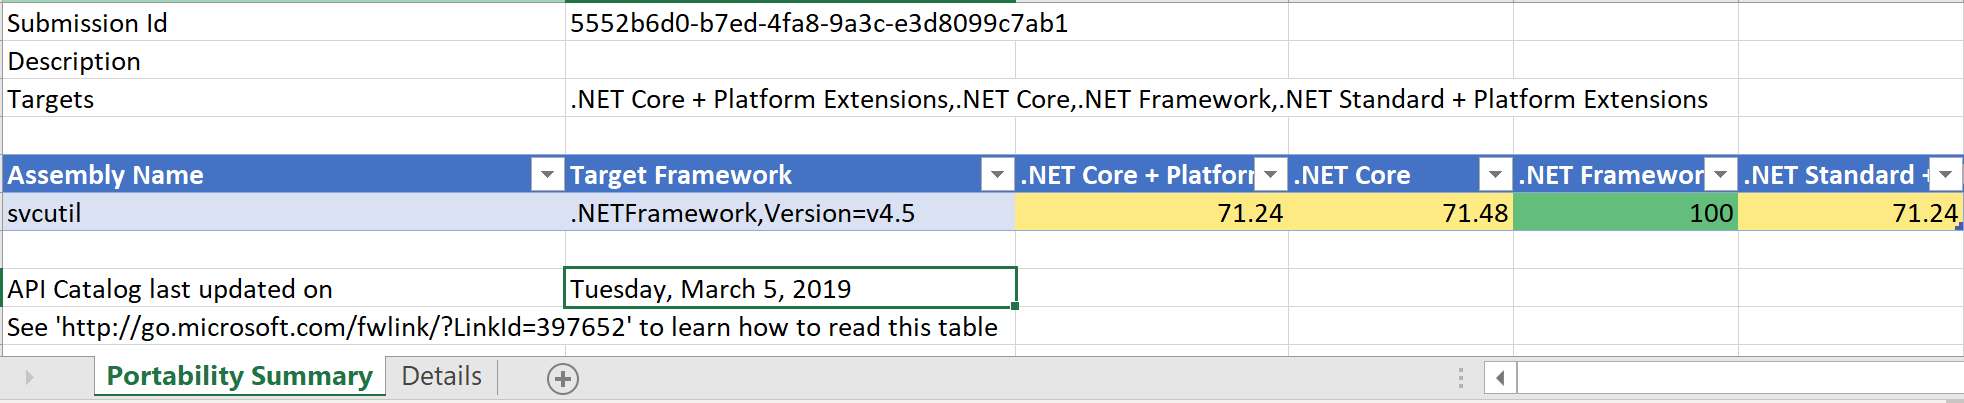 Submission Id 5552b6d0-b7ed-4fa8-9a3c-e3d8099c7ab1
Description
Targets .NET Core + Platform Extensions,.NET Core,.NET Framework,.NET Standard + Platform Extensions
Assembly Name Target Framework .NET Core + Platforr .NET Core .NET Framewor .NET Standard +
svcutil .NETFramework,Version=v4.5 71.24 71.48 100 71.24
API Catalog last updated on Tuesday, March 5, 2019
See 'http://go.microsoft.com/fwlink/?LinkId=397652' to learn how to read this table
Portability Summary Details